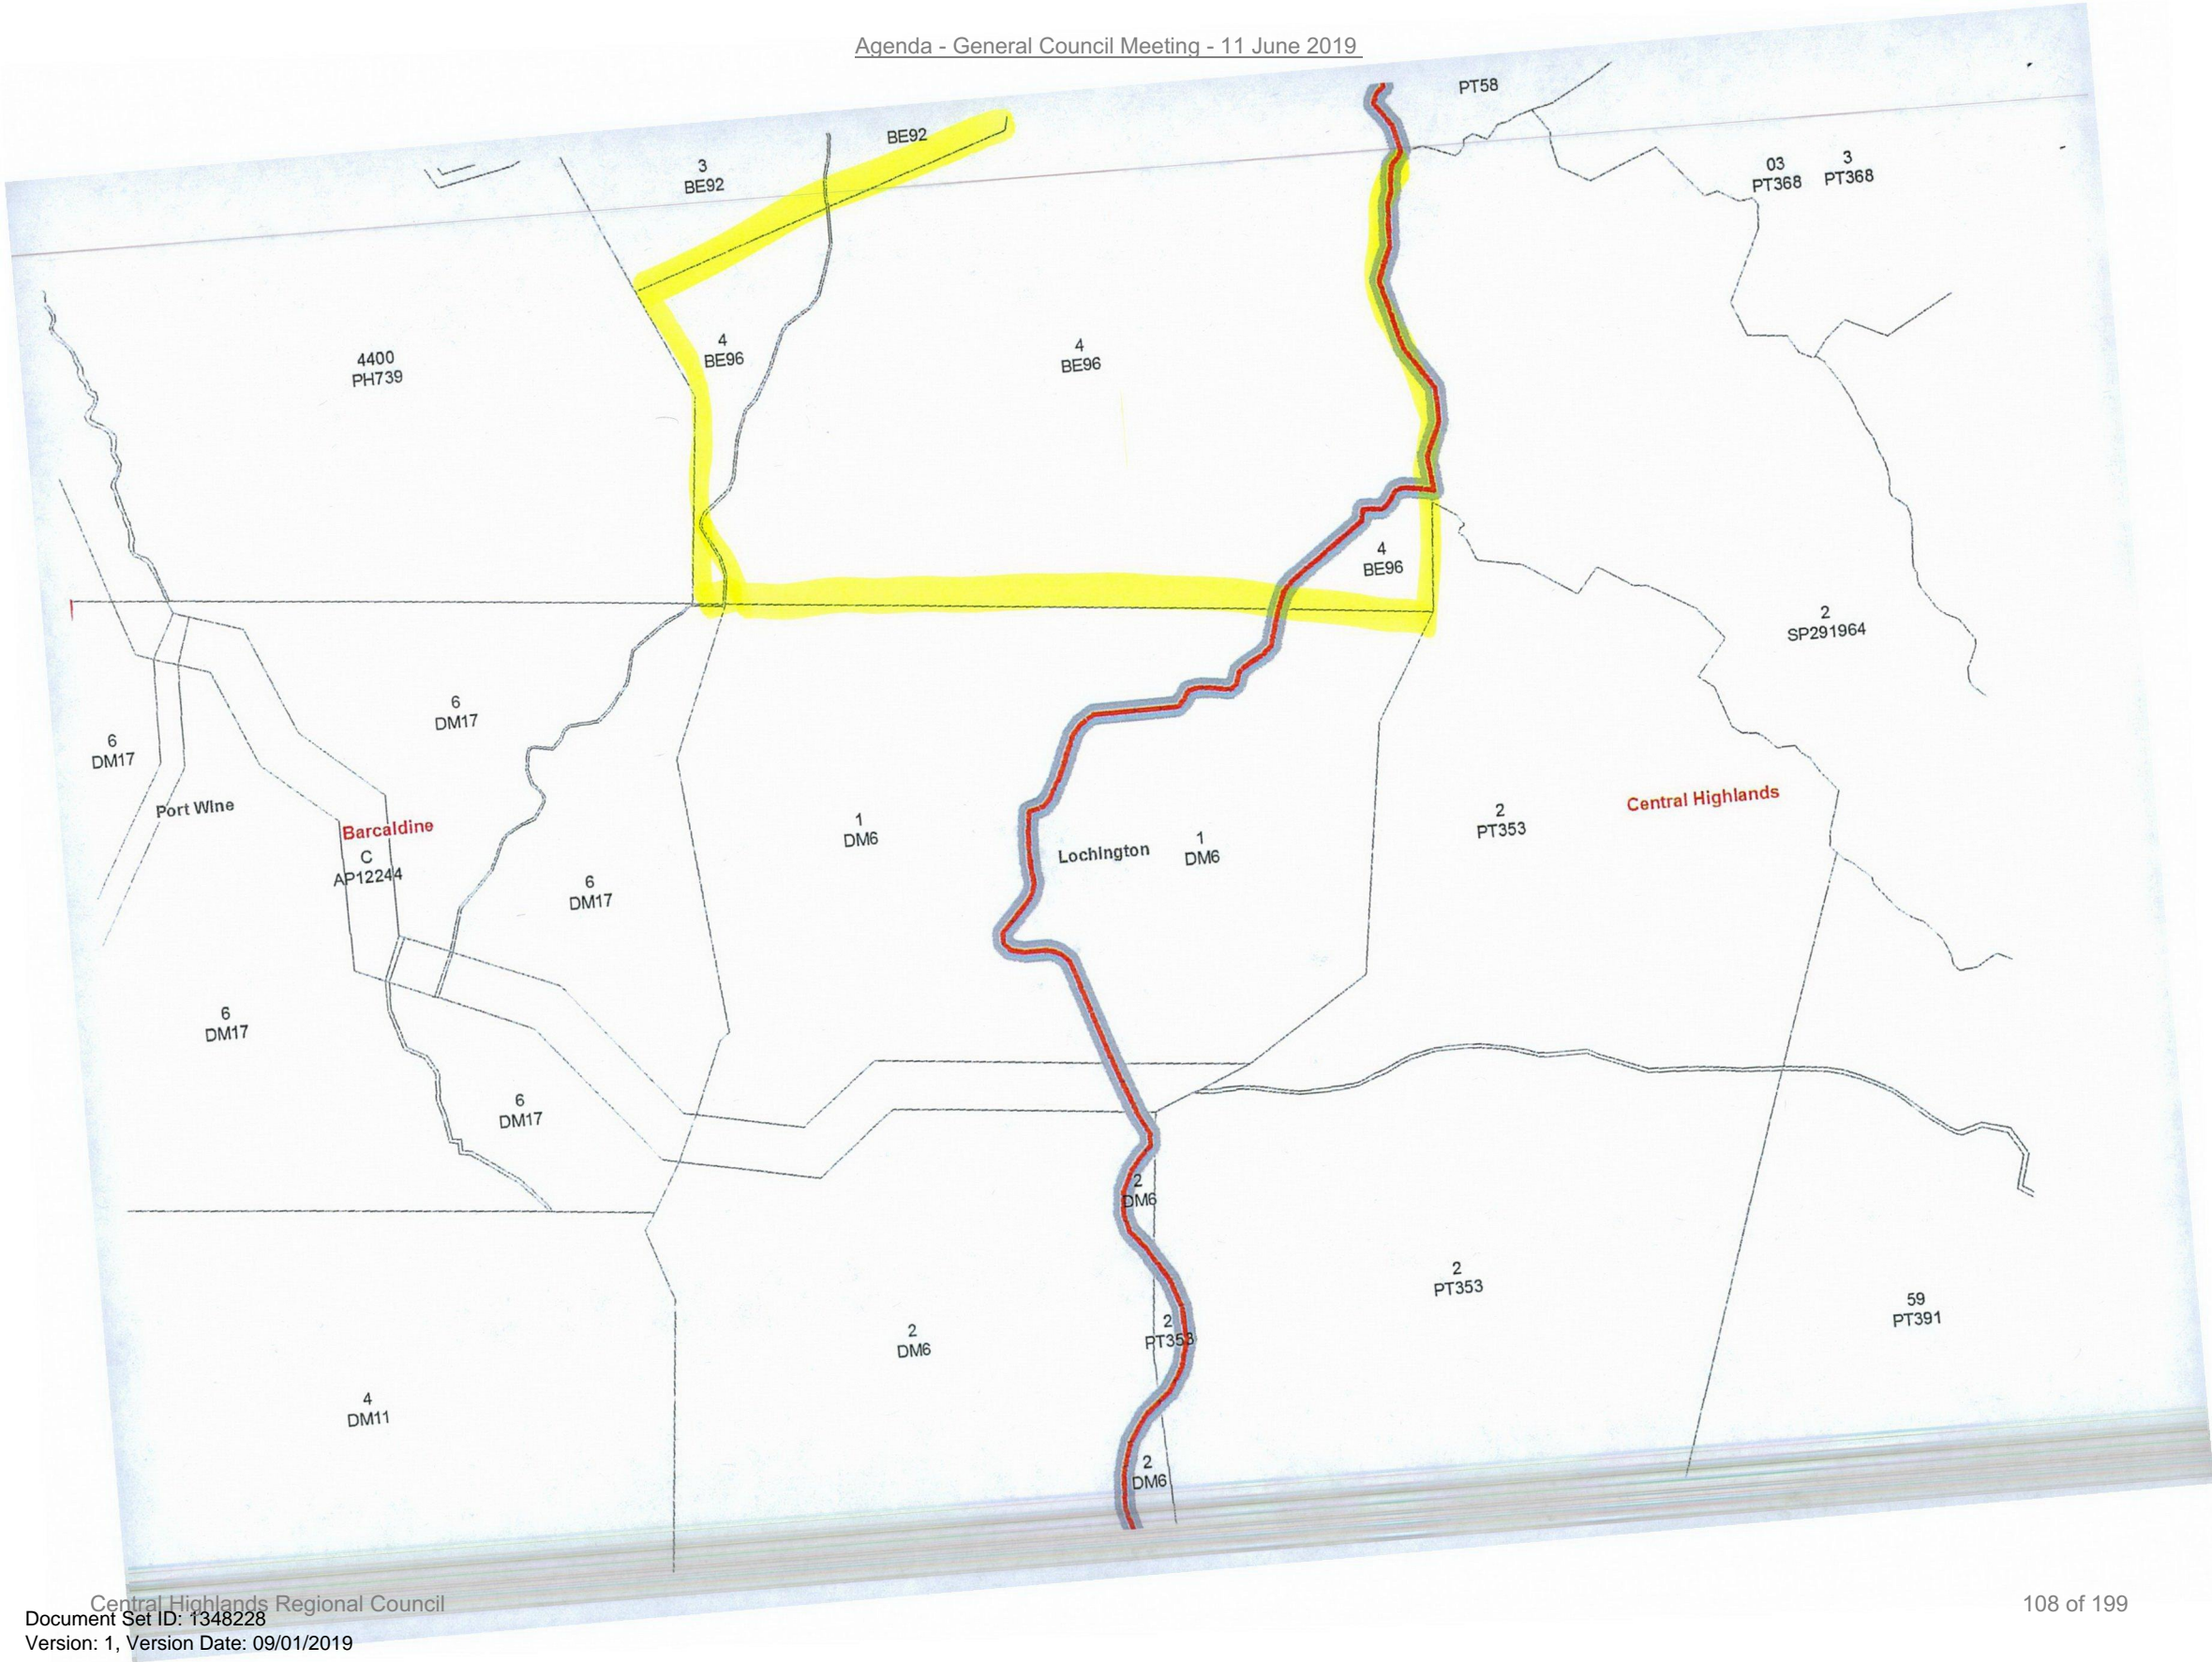 Agenda - General Council Meeting - 11 June 2019
PT58
BE92
3
BE92
03
PT368
3
PT368
4
BE96
4
BE96
4400
PH739
4
BE96
2
SP291964
6
DM17
6
DM17
Port WIne
Barcaldine
C
AP12244
1
DM6
Lochington
1
DM6
2
PT353
Central Highlands
6
DM17
6
DM17
6
DM17
2
DM6
2
PT353
2
PT353
59
PT391
2
DM6
4
DM11
2
DM6
Central Highlands Regional Council
108 of 199
Document Set ID: 1348228
Version: 1, Version Date: 09/01/2019